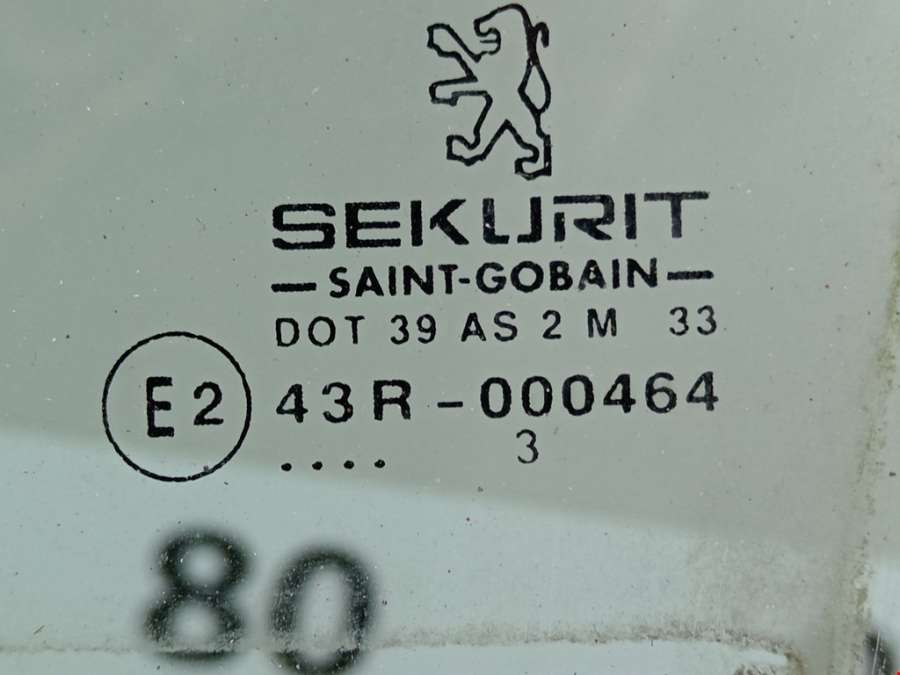 SEKURIT
—SAINT-GOBAIN—
DOT 39 AS 2 M 33
E2 43R-000464
.... 3
80